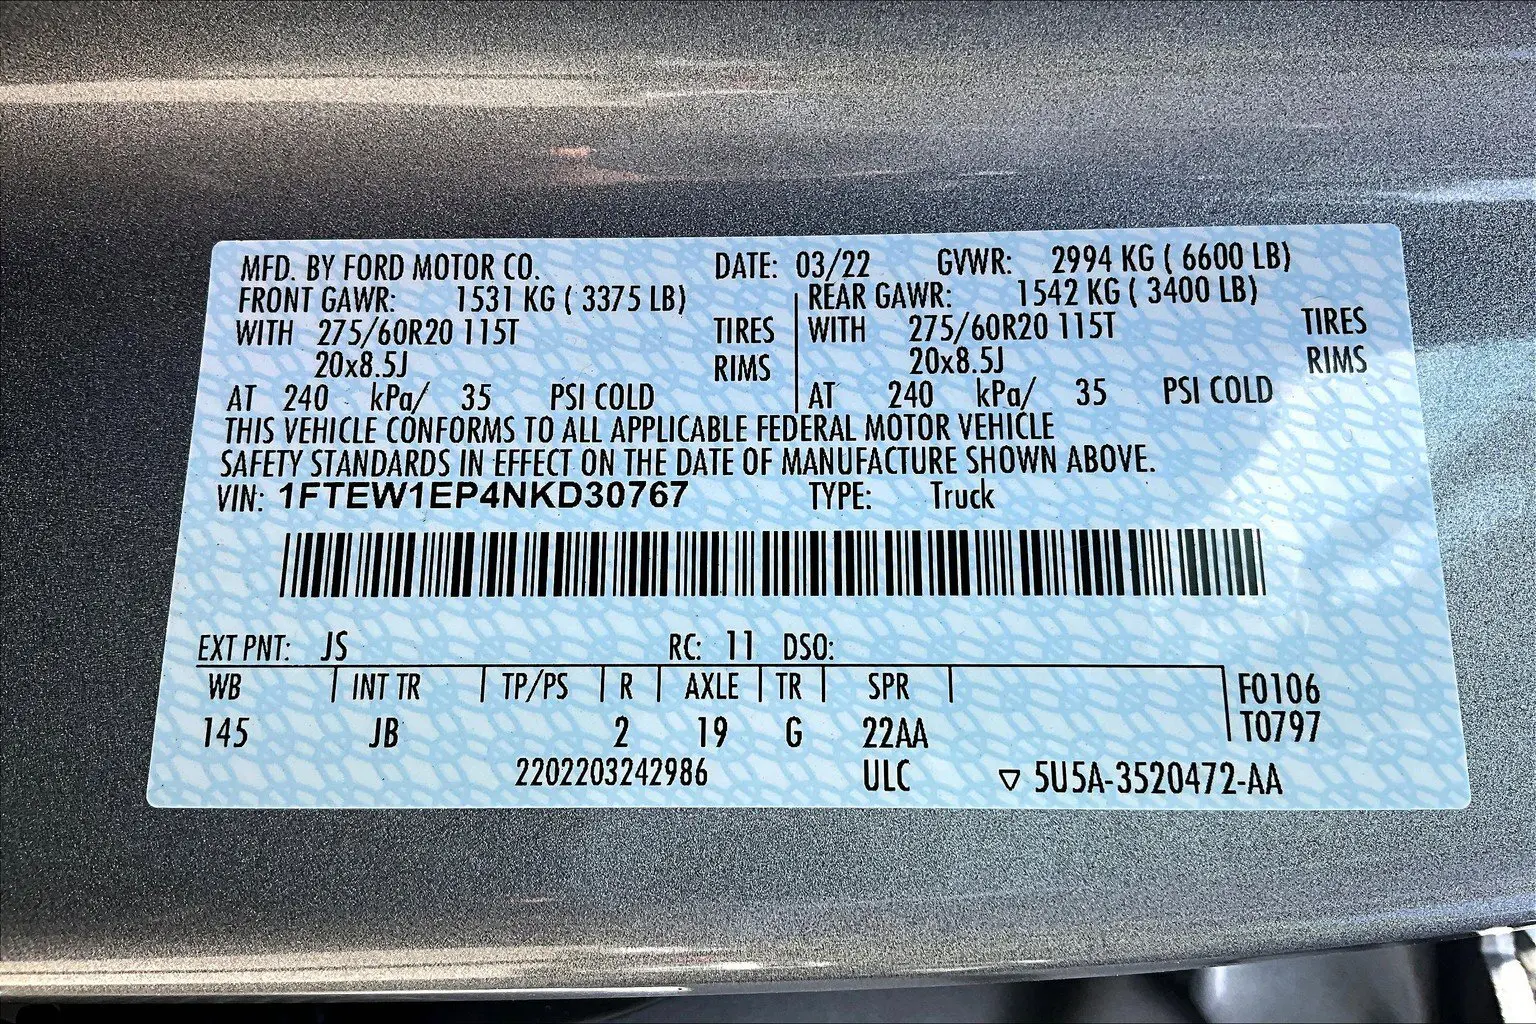 MFD. BY FORD MOTOR CO. DATE: 03/22 GVWR: 2994 KG ( 6600 LB)
FRONT GAWR: 1531 KG ( 3375 LB) REAR GAWR: 1542 KG ( 3400 LB)
WITH 275/60R20 115T TIRES WITH 275/60R20 115T TIRES
20x8.5J RIMS 20x8.5J RIMS
AT 240 kPa/ 35 PSI COLD AT 240 kPa/ 35 PSI COLD
THIS VEHICLE CONFORMS TO ALL APPLICABLE FEDERAL MOTOR VEHICLE
SAFETY STANDARDS IN EFFECT ON THE DATE OF MANUFACTURE SHOWN ABOVE.
VIN: 1FTEW1EP4NKD30767 TYPE: Truck
EXT PNT: JS RC: 11 DSO:
WB INT TR TP/PS R AXLE TR SPR F0106
145 JB 2 19 G 22AA T0797
2202203242986 ULC ▽ 5U5A-3520472-AA